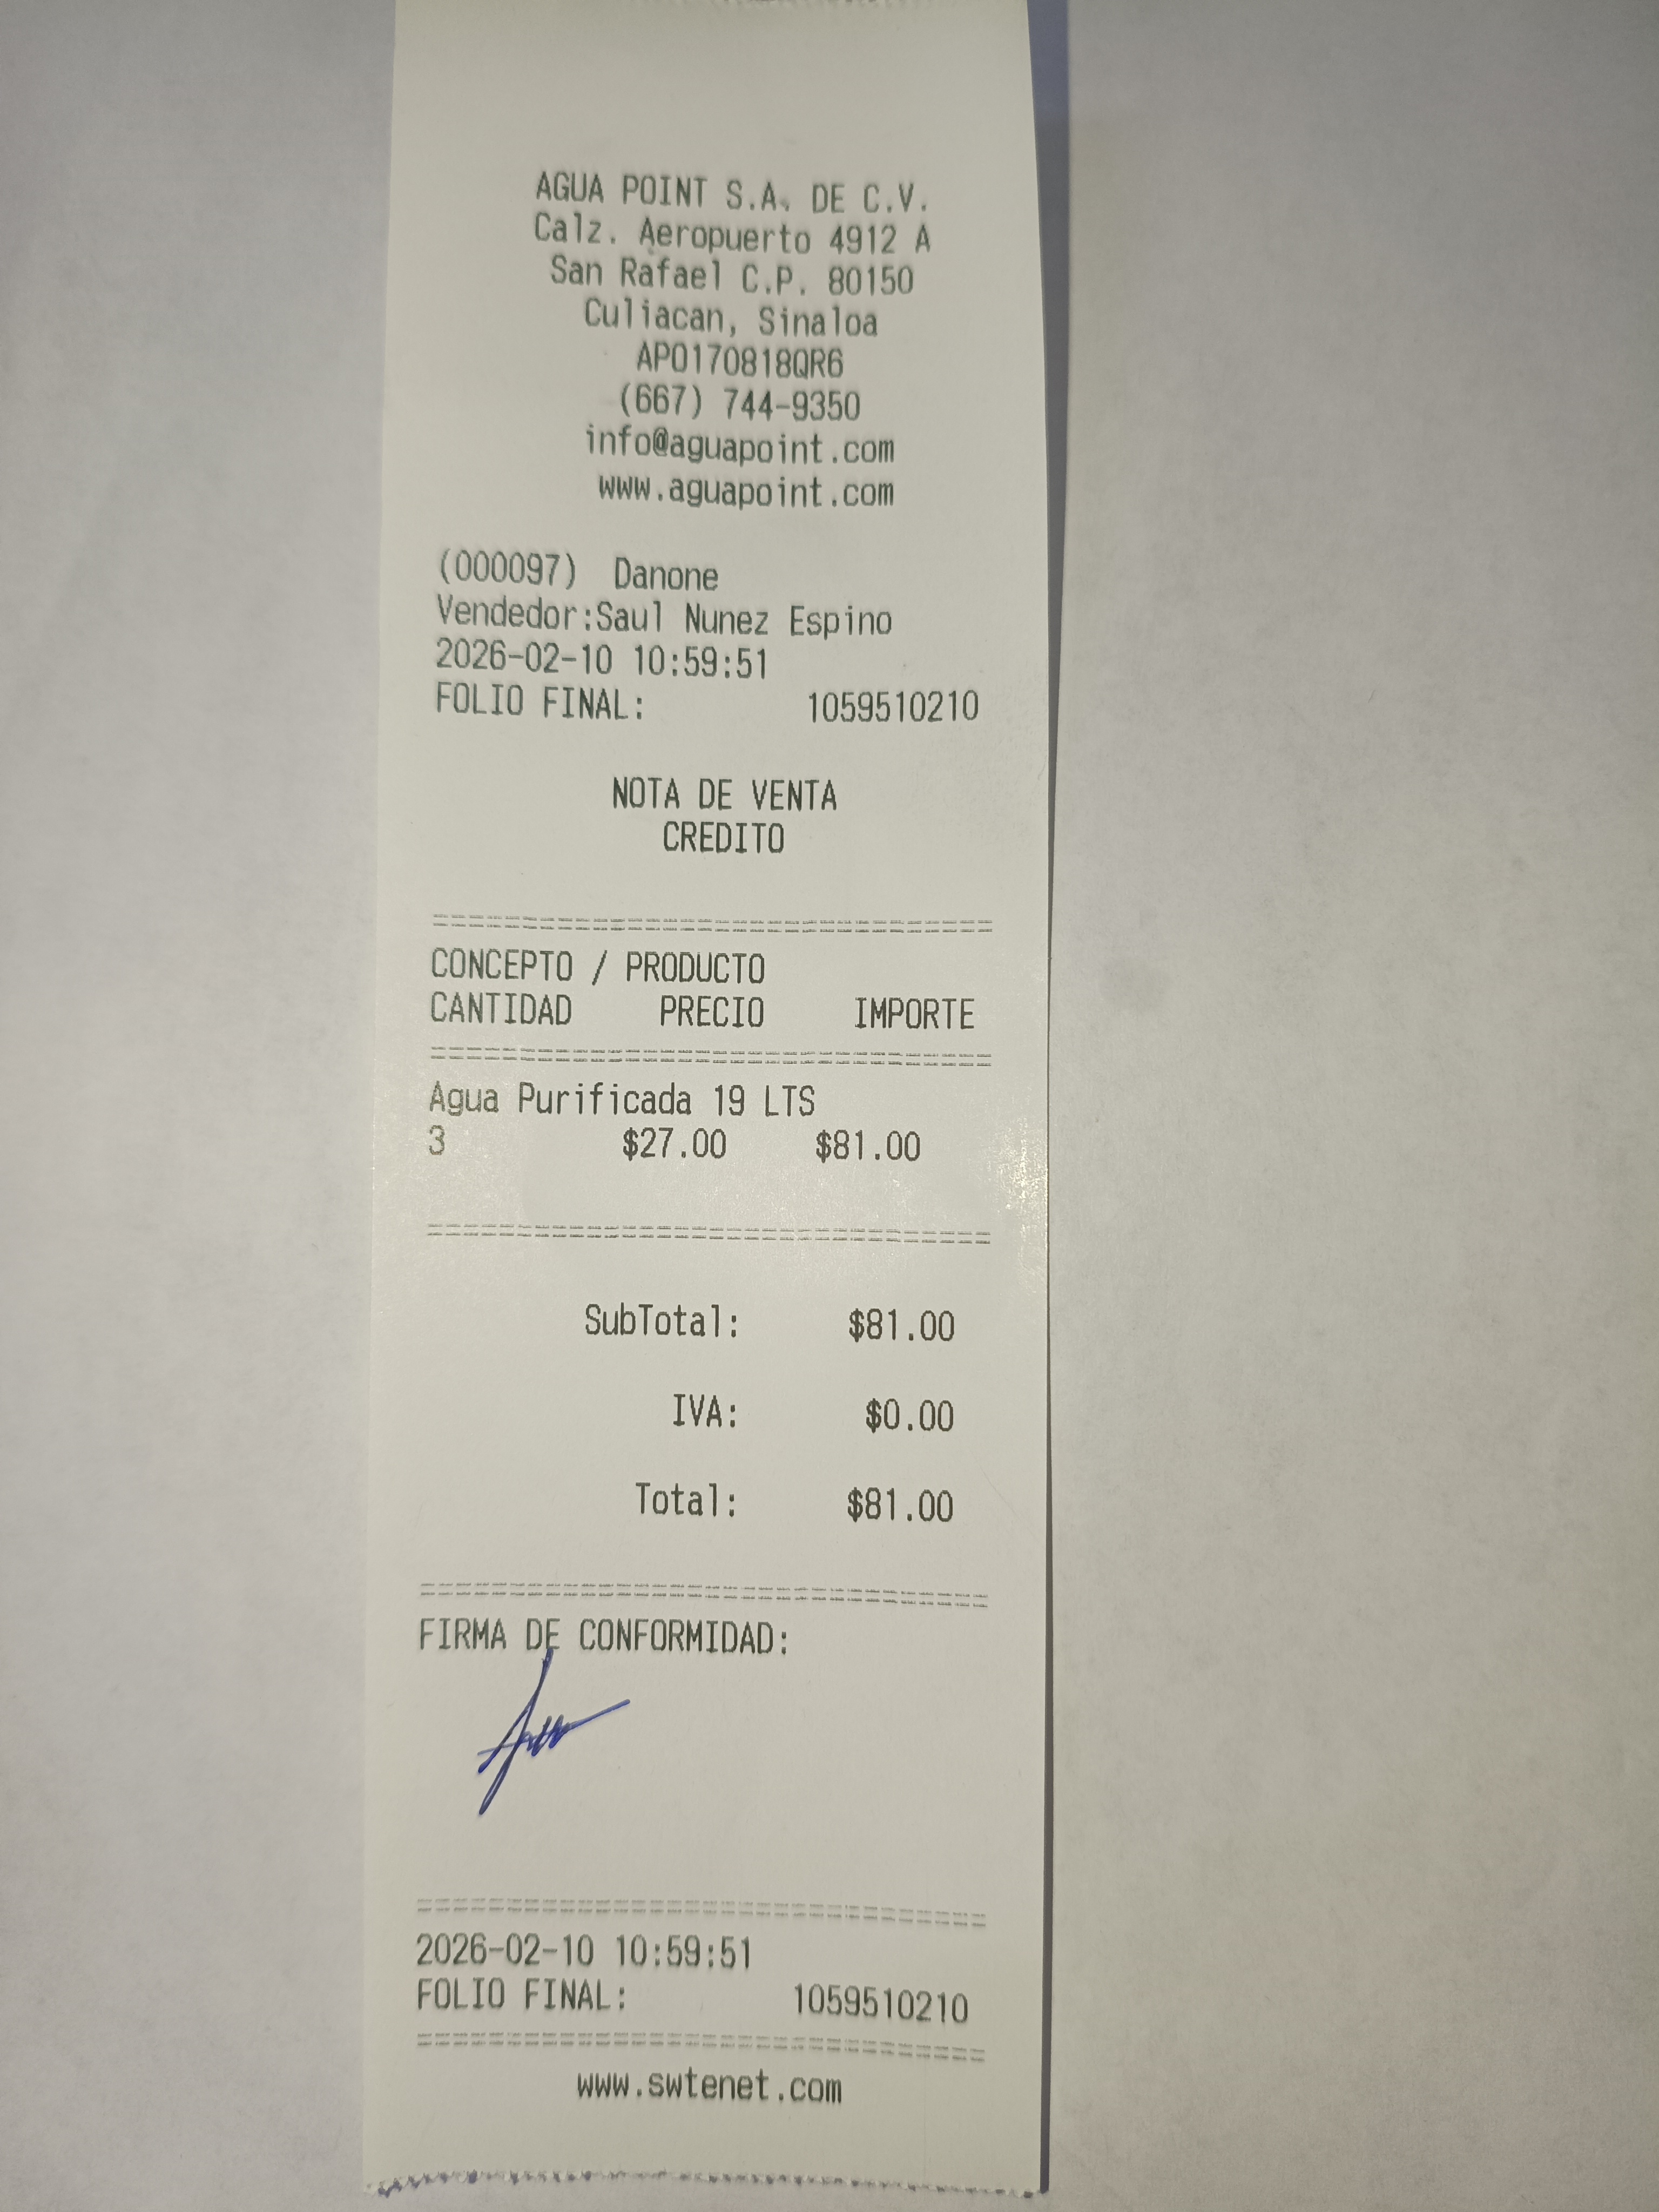 AGUA POINT S.A. DE C.V.
Calz. Aeropuerto 4912 A
San Rafael C.P. 80150
Culiacan, Sinaloa
APO170818QR6
(667) 744-9350
info@aguapoint.com
www.aguapoint.com
(000097) Danone
Vendedor:Saul Nunez Espino
2026-02-10 10:59:51
FOLIO FINAL: 1059510210
NOTA DE VENTA
CREDITO
CONCEPTO / PRODUCTO
CANTIDAD PRECIO IMPORTE
Agua Purificada 19 LTS
3 $27.00 $81.00
SubTotal: $81.00
IVA: $0.00
Total: $81.00
FIRMA DE CONFORMIDAD:
2026-02-10 10:59:51
FOLIO FINAL: 1059510210
www.swtenet.com